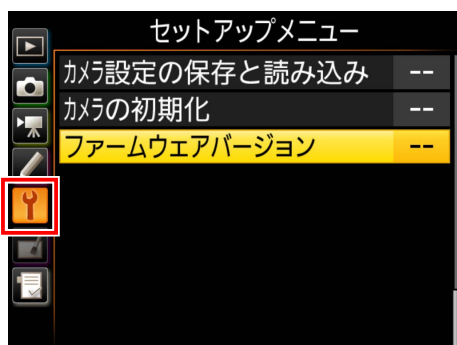 セットアップメニュー
カメラ設定の保存と読み込み --
カメラの初期化 --
ファームウェアバージョン --